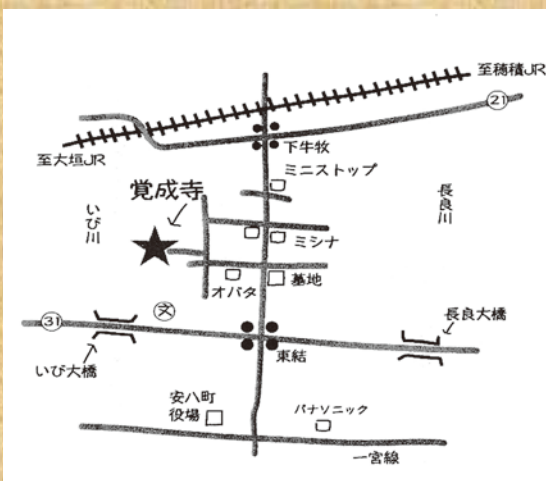 至穂積JR
21
下牛牧
至大垣JR
ミニストップ
覚成寺
長良川
いび川
ミシナ
オバタ
墓地
31
文
長良大橋
東結
いび大橋
安八町
役場
パナソニック
一宮線